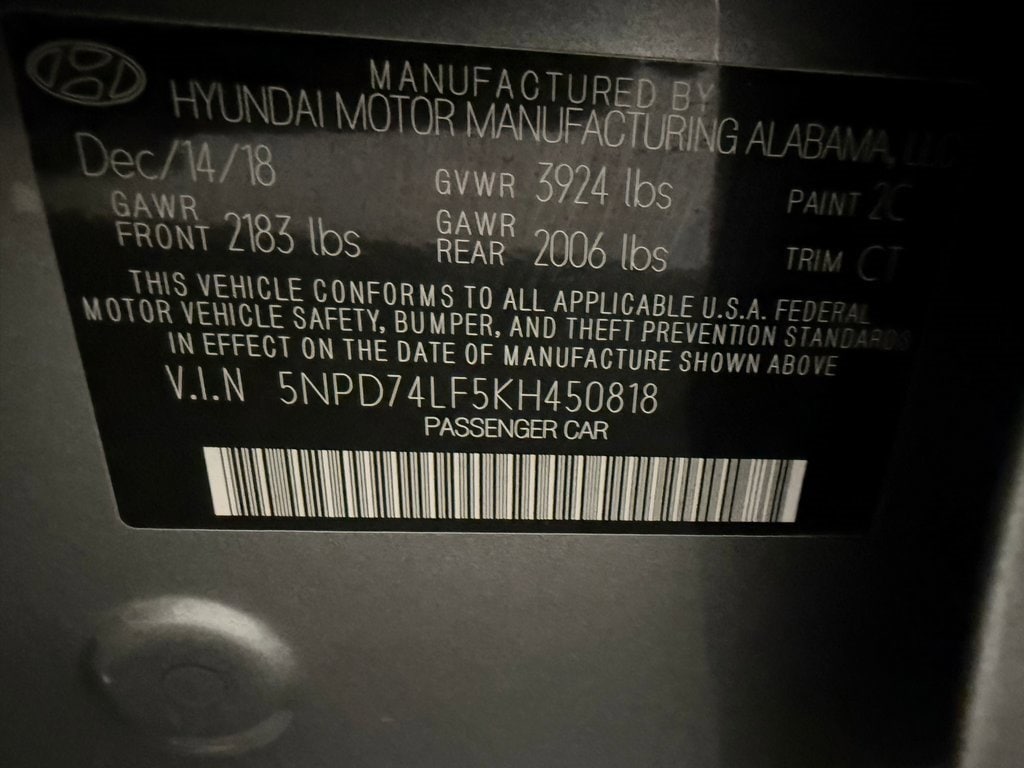 MANUFACTURED BY
HYUNDAI MOTOR MANUFACTURING ALABAMA, LLC
Dec/14/18 GVWR 3924 lbs PAINT 2C
GAWR FRONT 2183 lbs GAWR REAR 2006 lbs TRIM CT
THIS VEHICLE CONFORMS TO ALL APPLICABLE U.S.A. FEDERAL
MOTOR VEHICLE SAFETY, BUMPER, AND THEFT PREVENTION STANDARDS
IN EFFECT ON THE DATE OF MANUFACTURE SHOWN ABOVE
V.I.N 5NPD74LF5KH450818
PASSENGER CAR